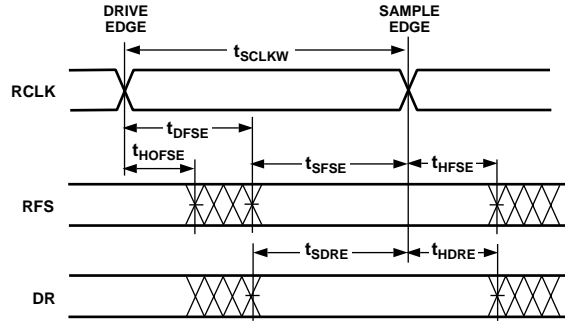 DRIVE
EDGE
SAMPLE
EDGE
tSCLKW
RCLK
tDFSE
tHOFSE
tSFSE
tHFSE
RFS
tSDRE
tHDRE
DR